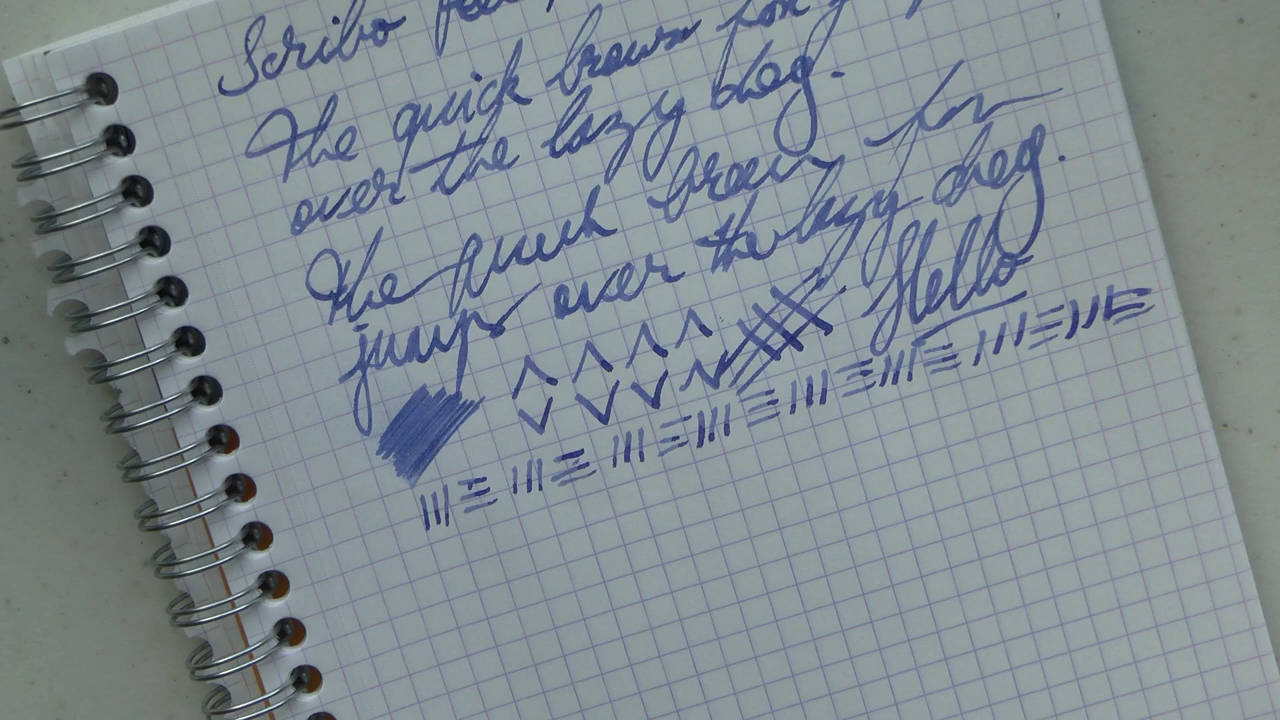 Scribo
The quick brown fox
over the lazy dog.
The quick brown fox
jumps over the lazy dog.
Hello